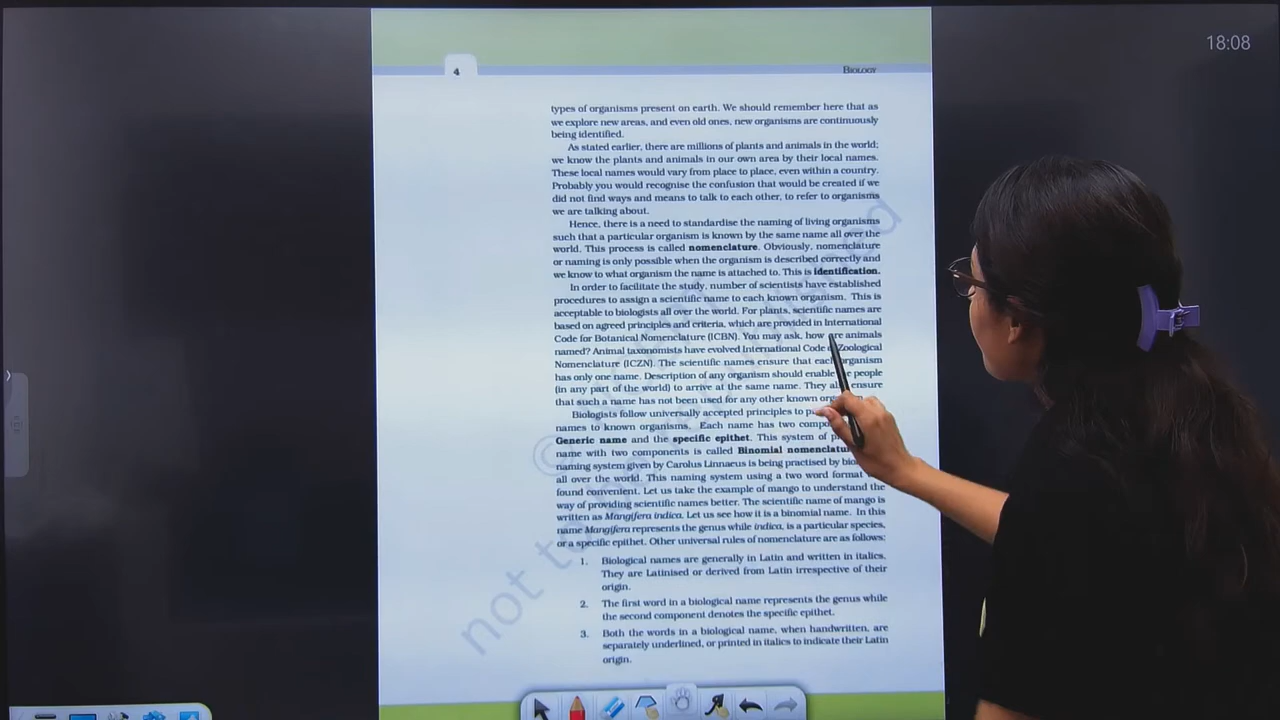 18:08
4
BIOLOGY
types of organisms present on earth. We should remember here that as
we explore new areas, and even old ones, new organisms are continuously
being identified.
As stated earlier, there are millions of plants and animals in the world;
we know the plants and animals in our own area by their local names.
These local names would vary from place to place, even within a country.
Probably you would recognise the confusion that would be created if we
did not find ways and means to talk to each other, to refer to organisms
we are talking about.
Hence, there is a need to standardise the naming of living organisms
such that a particular organism is known by the same name all over the
world. This process is called nomenclature. Obviously, nomenclature
or naming is only possible when the organism is described correctly and
we know to what organism the name is attached to. This is identification.
In order to facilitate the study, number of scientists have established
procedures to assign a scientific name to each known organism. This is
acceptable to biologists all over the world. For plants, scientific names are
based on agreed principles and criteria, which are provided in International
Code for Botanical Nomenclature (ICBN). You may ask, how are animals
named? Animal taxonomists have evolved International Code Zoological
Nomenclature (ICZN). The scientific names ensure that each organism
has only one name. Description of any organism should enable people
(in any part of the world) to arrive at the same name. They ensure
that such a name has not been used for any other known
Biologists follow universally accepted principles to
names to known organisms. Each name has two
Generic name and the specific epithet. This system of
name with two components is called Binomial
naming system given by Carolus Linnaeus is being practised by
all over the world. This naming system using a two word format
found convenient. Let us take the example of mango to understand the
way of providing scientific names better. The scientific name of mango is
written as Mangifera indica. Let us see how it is a binomial name. In this
name Mangifera represents the genus while indica, is a particular species,
or a specific epithet. Other universal rules of nomenclature are as follows:
1. Biological names are generally in Latin and written in italics.
They are Latinised or derived from Latin irrespective of their
origin.
2. The first word in a biological name represents the genus while
the second component denotes the specific epithet.
3. Both the words in a biological name, when handwritten, are
separately underlined, or printed in italics to indicate their Latin
origin.